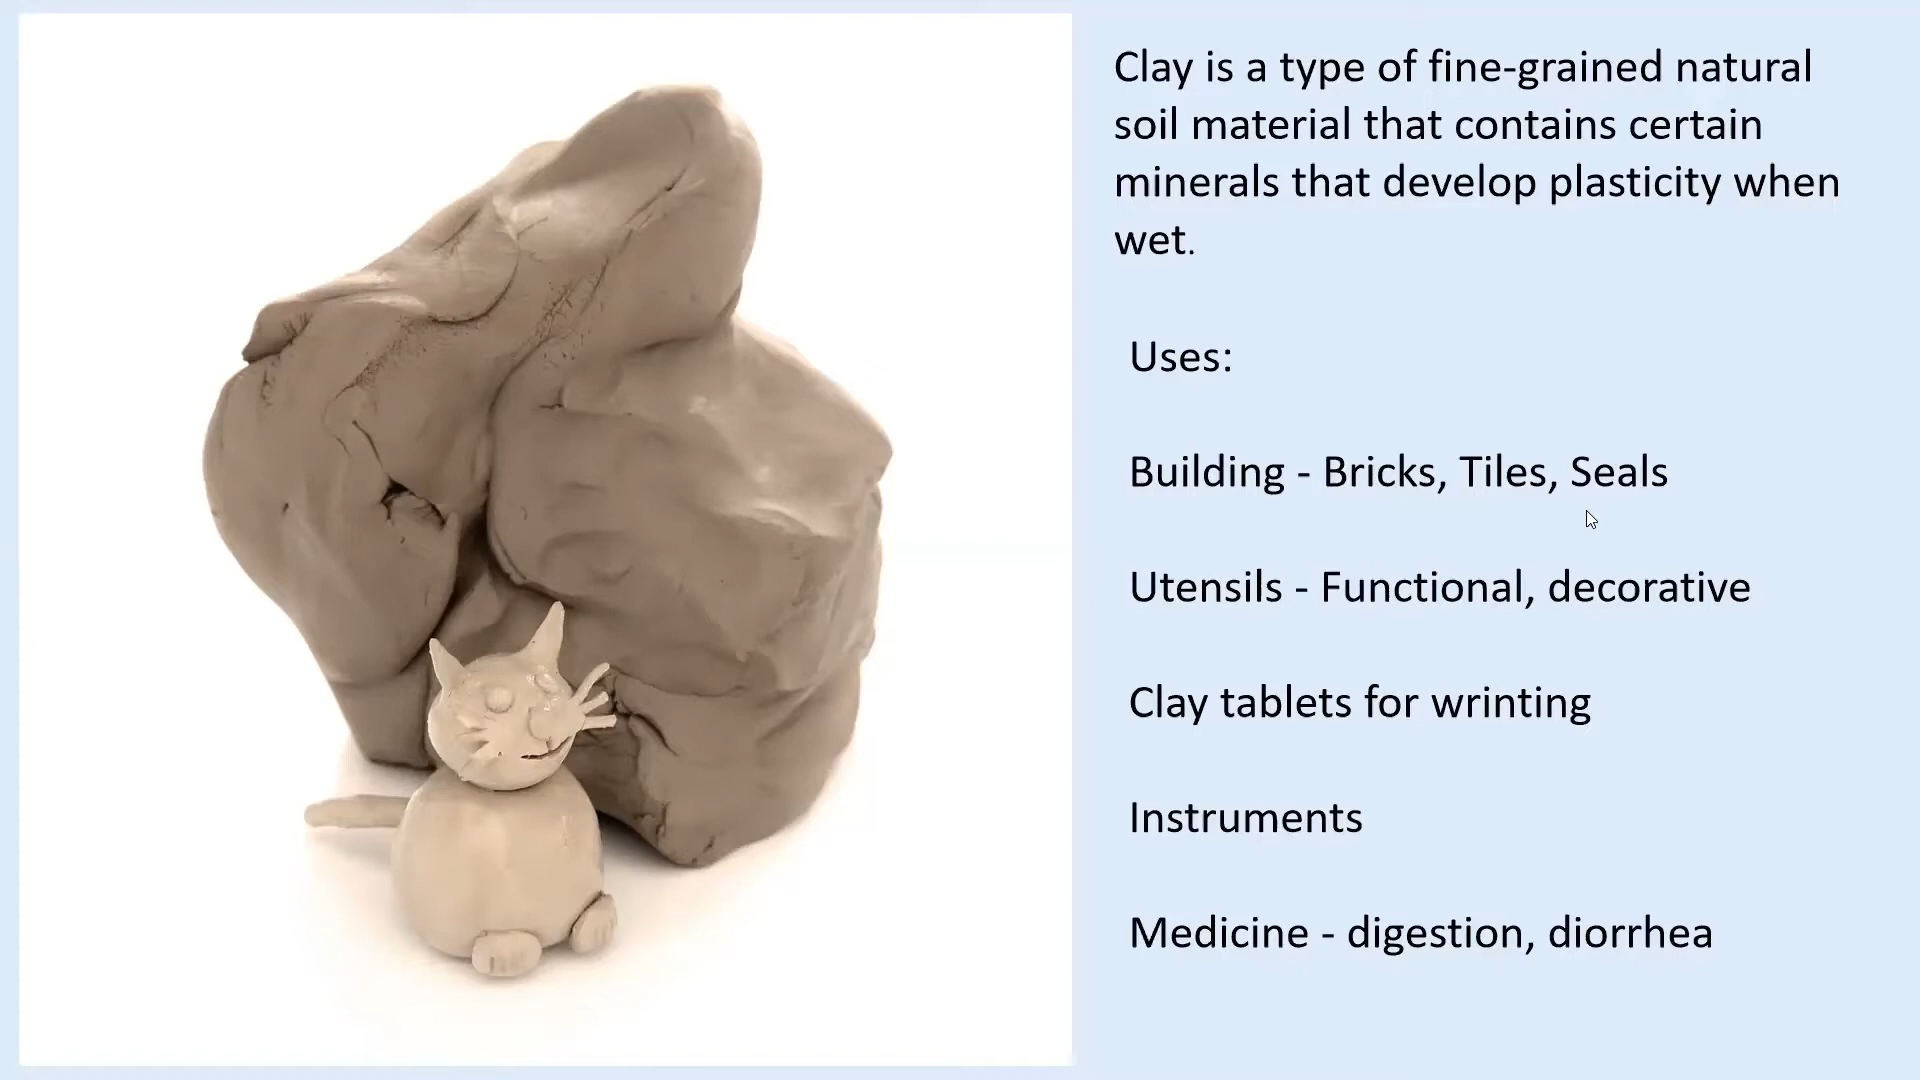 Clay is a type of fine-grained natural
soil material that contains certain
minerals that develop plasticity when
wet.
Uses:
Building - Bricks, Tiles, Seals
Utensils - Functional, decorative
Clay tablets for wrinting
Instruments
Medicine - digestion, diorrhea